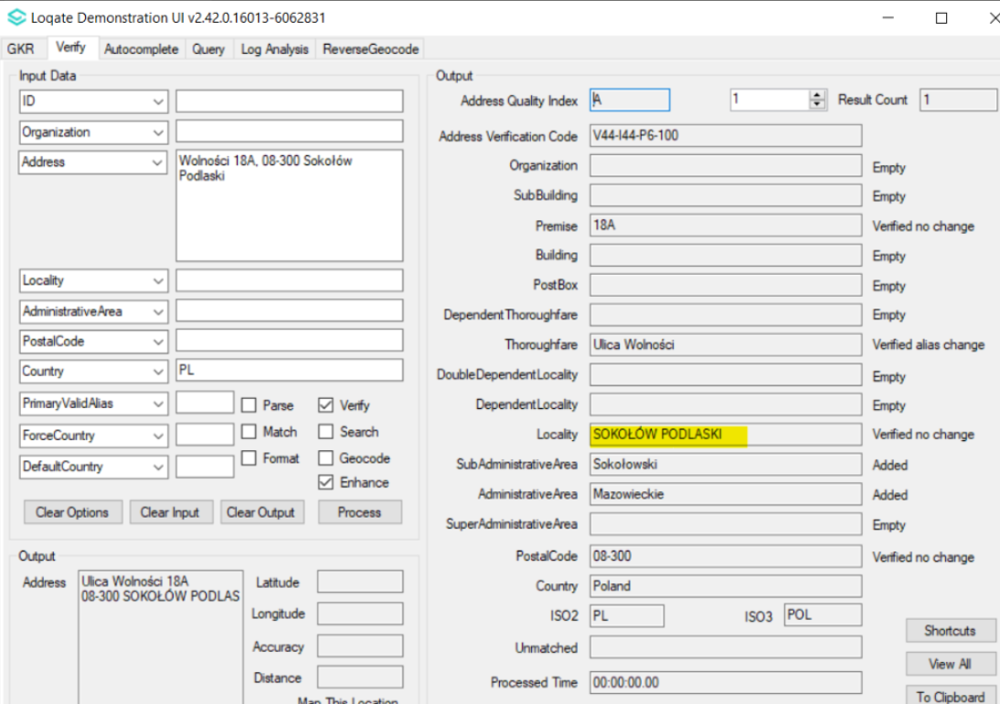 Loqate Demonstration UI v2.42.0.16013-6062831
GKR Verify Autocomplete Query Log Analysis ReverseGeocode
Input Data
ID
Organization
Address Wolności 18A, 08-300 Sokołów
Podlaski
Locality
AdministrativeArea
PostalCode
Country PL
PrimaryValidAlias Parse Verify
ForceCountry Match Search
DefaultCountry Format Geocode
Enhance
Clear Options Clear Input Clear Output Process
Output
Address Ulica Wolności 18A
08-300 SOKOŁÓW PODLAS
Latitude
Longitude
Accuracy
Distance
Map This Location
Output
Address Quality Index A 1 Result Count 1
Address Verification Code V44-I44-P6-100
Organization Empty
SubBuilding Empty
Premise 18A Verified no change
Building Empty
PostBox Empty
DependentThoroughfare Empty
Thoroughfare Ulica Wolności Verified alias change
DoubleDependentLocality Empty
DependentLocality Empty
Locality SOKOŁÓW PODLASKI Verified no change
SubAdministrativeArea Sokołowski Added
AdministrativeArea Mazowieckie Added
SuperAdministrativeArea Empty
PostalCode 08-300 Verified no change
Country Poland
ISO2 PL ISO3 POL
Unmatched
Processed Time 00:00:00.00
Shortcuts
View All
To Clipboard